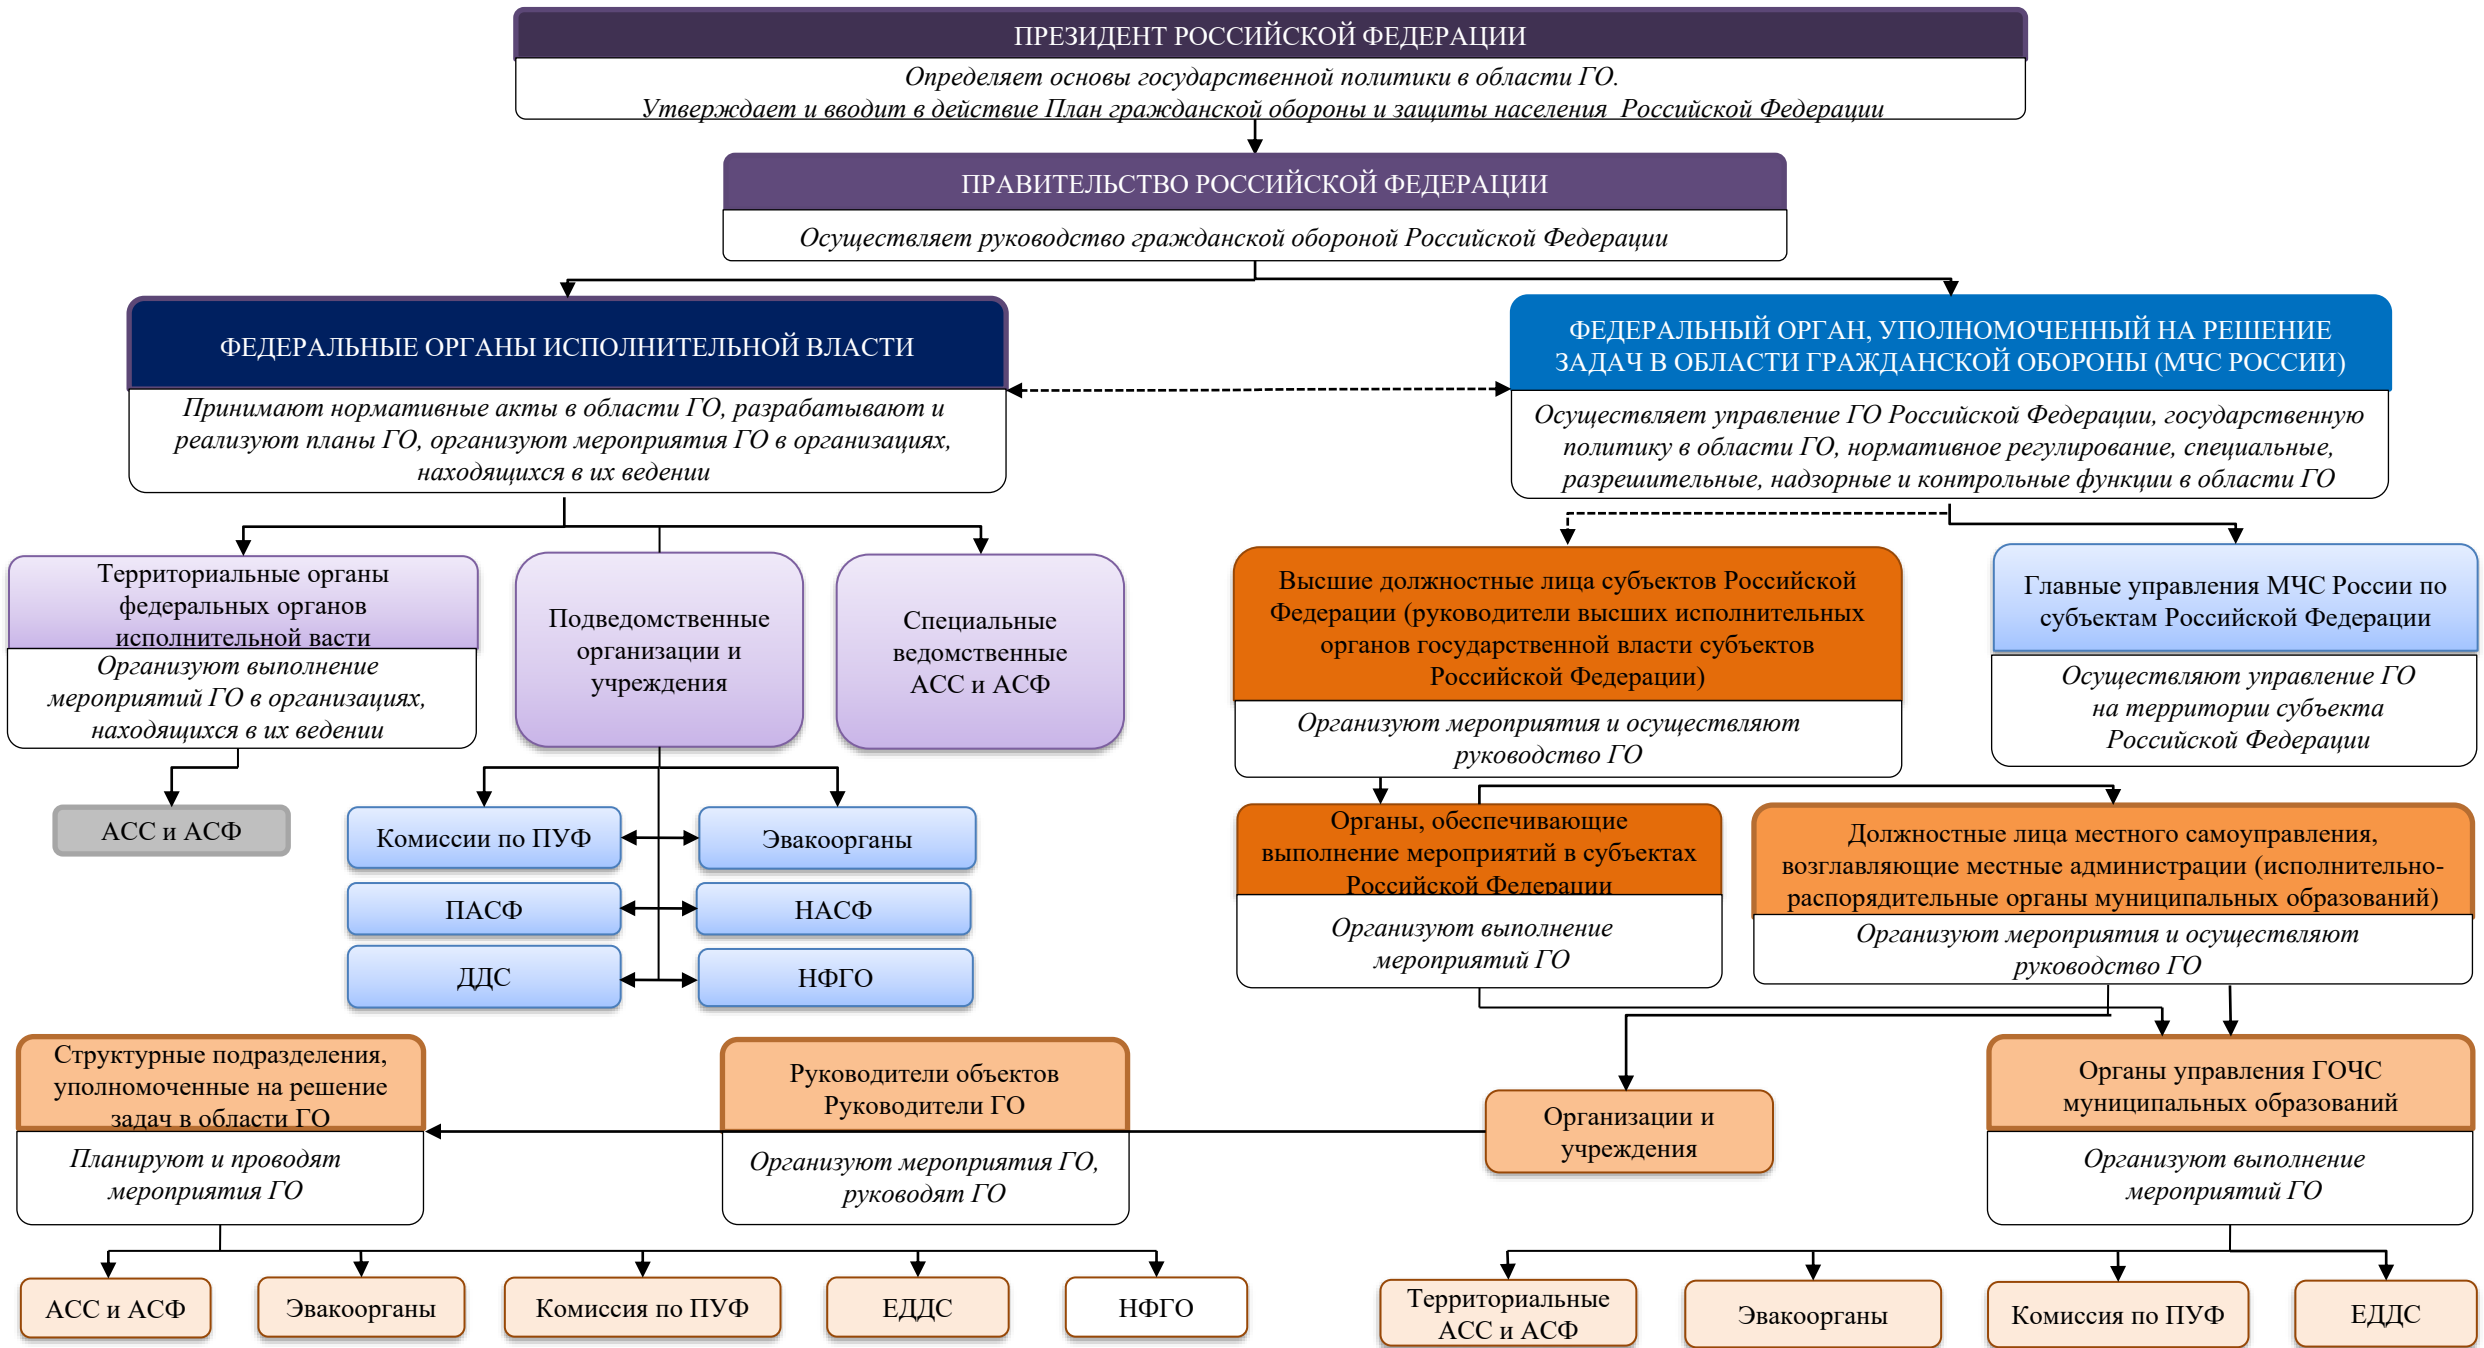 ПРЕЗИДЕНТ РОССИЙСКОЙ ФЕДЕРАЦИИ
Определяет основы государственной политики в области ГО.
Утверждает и вводит в действие План гражданской обороны и защиты населения Российской Федерации
ПРАВИТЕЛЬСТВО РОССИЙСКОЙ ФЕДЕРАЦИИ
Осуществляет руководство гражданской обороной Российской Федерации
ФЕДЕРАЛЬНЫЕ ОРГАНЫ ИСПОЛНИТЕЛЬНОЙ ВЛАСТИ
Принимают нормативные акты в области ГО, разрабатывают и
реализуют планы ГО, организуют мероприятия ГО в организациях,
находящихся в их ведении
ФЕДЕРАЛЬНЫЙ ОРГАН, УПОЛНОМОЧЕННЫЙ НА РЕШЕНИЕ
ЗАДАЧ В ОБЛАСТИ ГРАЖДАНСКОЙ ОБОРОНЫ (МЧС РОССИИ)
Осуществляет управление ГО Российской Федерации, государственную
политику в области ГО, нормативное регулирование, специальные,
разрешительные, надзорные и контрольные функции в области ГО
Территориальные органы
федеральных органов
исполнительной васти
Организуют выполнение
мероприятий ГО в организациях,
находящихся в их ведении
Подведомственные
организации и
учреждения
Специальные
ведомственные
АСС и АСФ
Высшие должностные лица субъектов Российской
Федерации (руководители высших исполнительных
органов государственной власти субъектов
Российской Федерации)
Организуют мероприятия и осуществляют
руководство ГО
Главные управления МЧС России по
субъектам Российской Федерации
Осуществляют управление ГО
на территории субъекта
Российской Федерации
АСС и АСФ
Комиссии по ПУФ
Эвакоорганы
ПАСФ
НАСФ
ДДС
НФГО
Органы, обеспечивающие
выполнение мероприятий в субъектах
Российской Федерации
Организуют выполнение
мероприятий ГО
Должностные лица местного самоуправления,
возглавляющие местные администрации (исполнительно-
распорядительные органы муниципальных образований)
Организуют мероприятия и осуществляют
руководство ГО
Структурные подразделения,
уполномоченные на решение
задач в области ГО
Планируют и проводят
мероприятия ГО
Руководители объектов
Руководители ГО
Организуют мероприятия ГО,
руководят ГО
Организации и
учреждения
Органы управления ГОЧС
муниципальных образований
Организуют выполнение
мероприятий ГО
АСС и АСФ
Эвакоорганы
Комиссия по ПУФ
ЕДДС
НФГО
Территориальные
АСС и АСФ
Эвакоорганы
Комиссия по ПУФ
ЕДДС